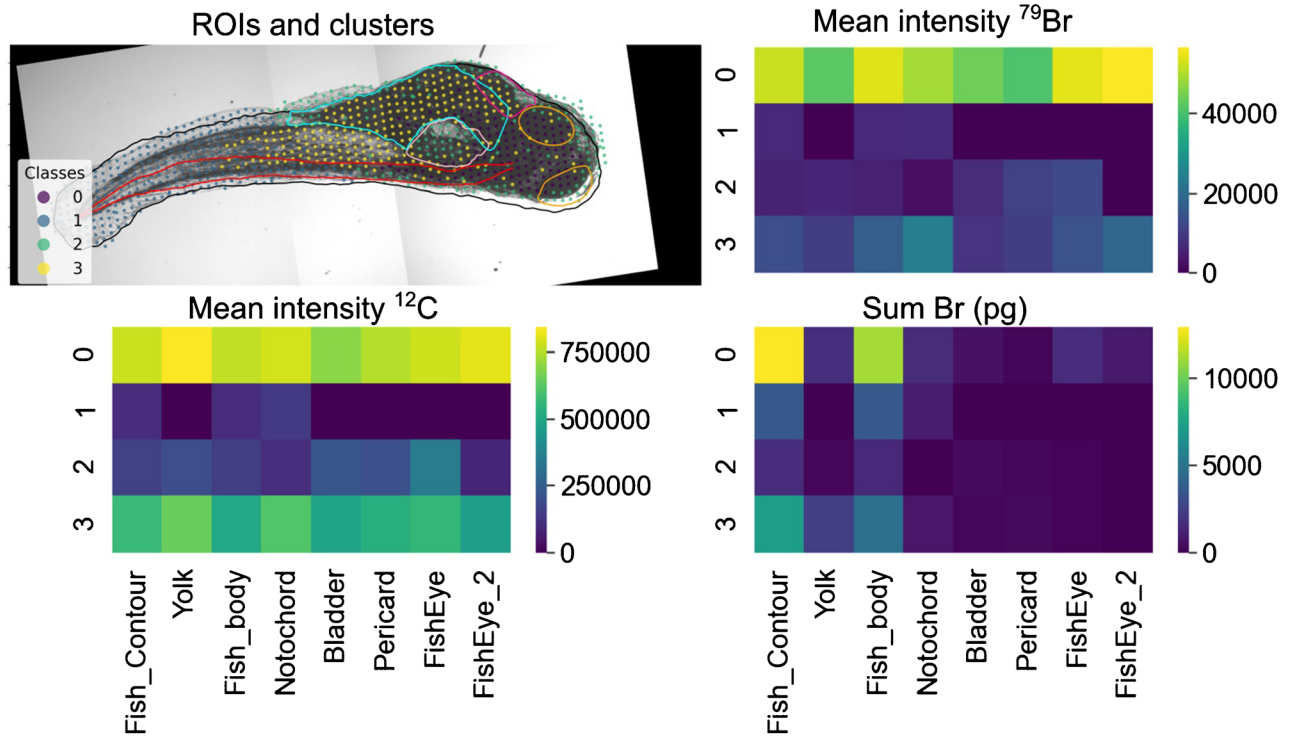 ROIs and clusters
Classes
0
1
2
3
Mean intensity ⁷⁹Br
0
1
2
3
40000
20000
0
Mean intensity ¹²C
0
1
2
3
750000
500000
250000
0
Fish_Contour
Yolk
Fish_body
Notochord
Bladder
Pericard
FishEye
FishEye_2
Sum Br (pg)
0
1
2
3
10000
5000
0
Fish_Contour
Yolk
Fish_body
Notochord
Bladder
Pericard
FishEye
FishEye_2